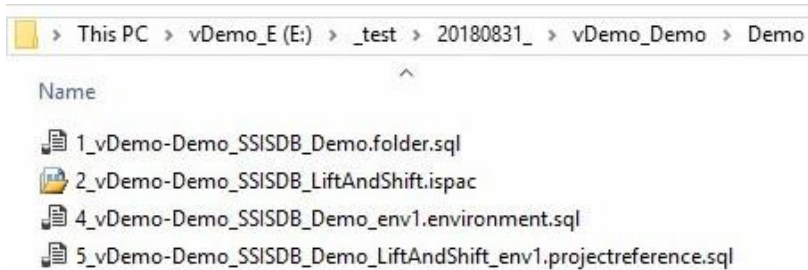 This PC > vDemo_E (E:) > _test > 20180831_ > vDemo_Demo > Demo
Name
1_vDemo-Demo_SSISDB_Demo.folder.sql
2_vDemo-Demo_SSISDB_LiftAndShift.ispac
4_vDemo-Demo_SSISDB_Demo_env1.environment.sql
5_vDemo-Demo_SSISDB_Demo_LiftAndShift_env1.projectreference.sql